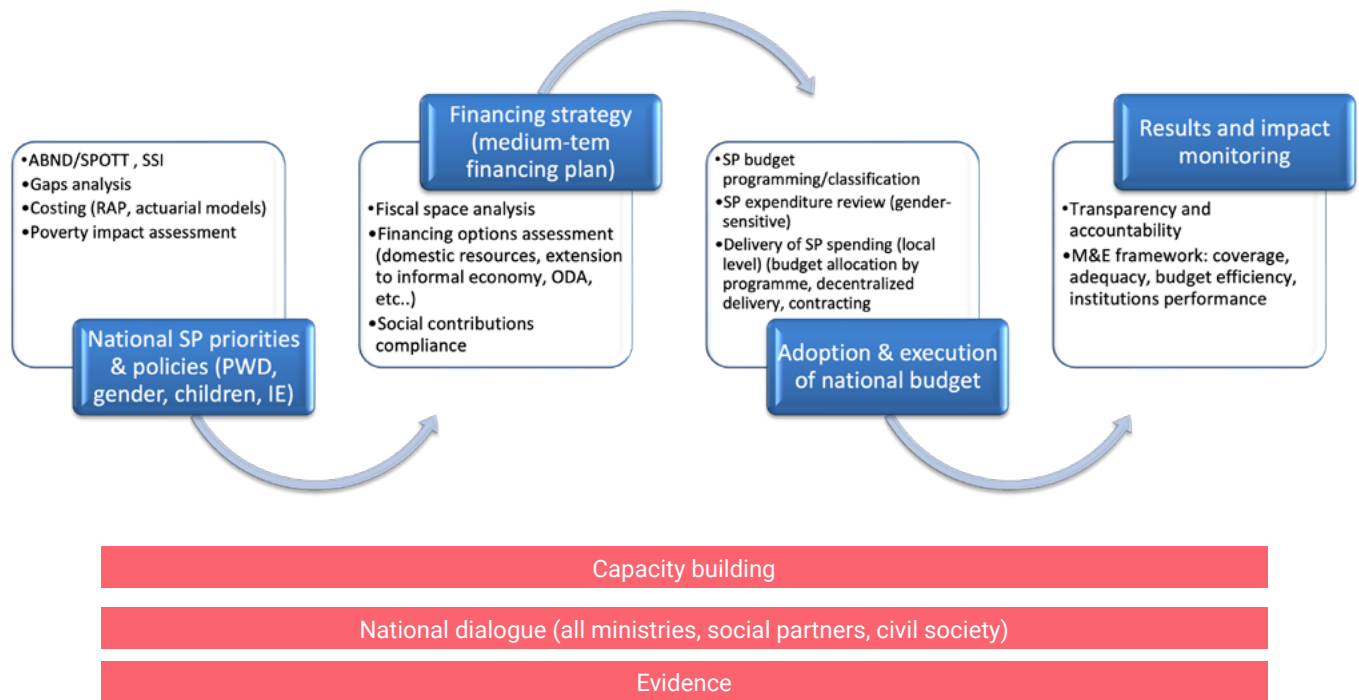 •ABND/SPOTT , SSI
•Gaps analysis
•Costing (RAP, actuarial models)
•Poverty impact assessment
National SP priorities
& policies (PWD,
gender, children, IE)
Financing strategy
(medium-tem
financing plan)
•Fiscal space analysis
•Financing options assessment
(domestic resources, extension
to informal economy, ODA,
etc..)
•Social contributions
compliance
•SP budget
programming/classification
•SP expenditure review (gender-
sensitive)
•Delivery of SP spending (local
level) (budget allocation by
programme, decentralized
delivery, contracting
Adoption & execution
of national budget
Results and impact
monitoring
•Transparency and
accountability
•M&E framework: coverage,
adequacy, budget efficiency,
institutions performance
Capacity building
National dialogue (all ministries, social partners, civil society)
Evidence